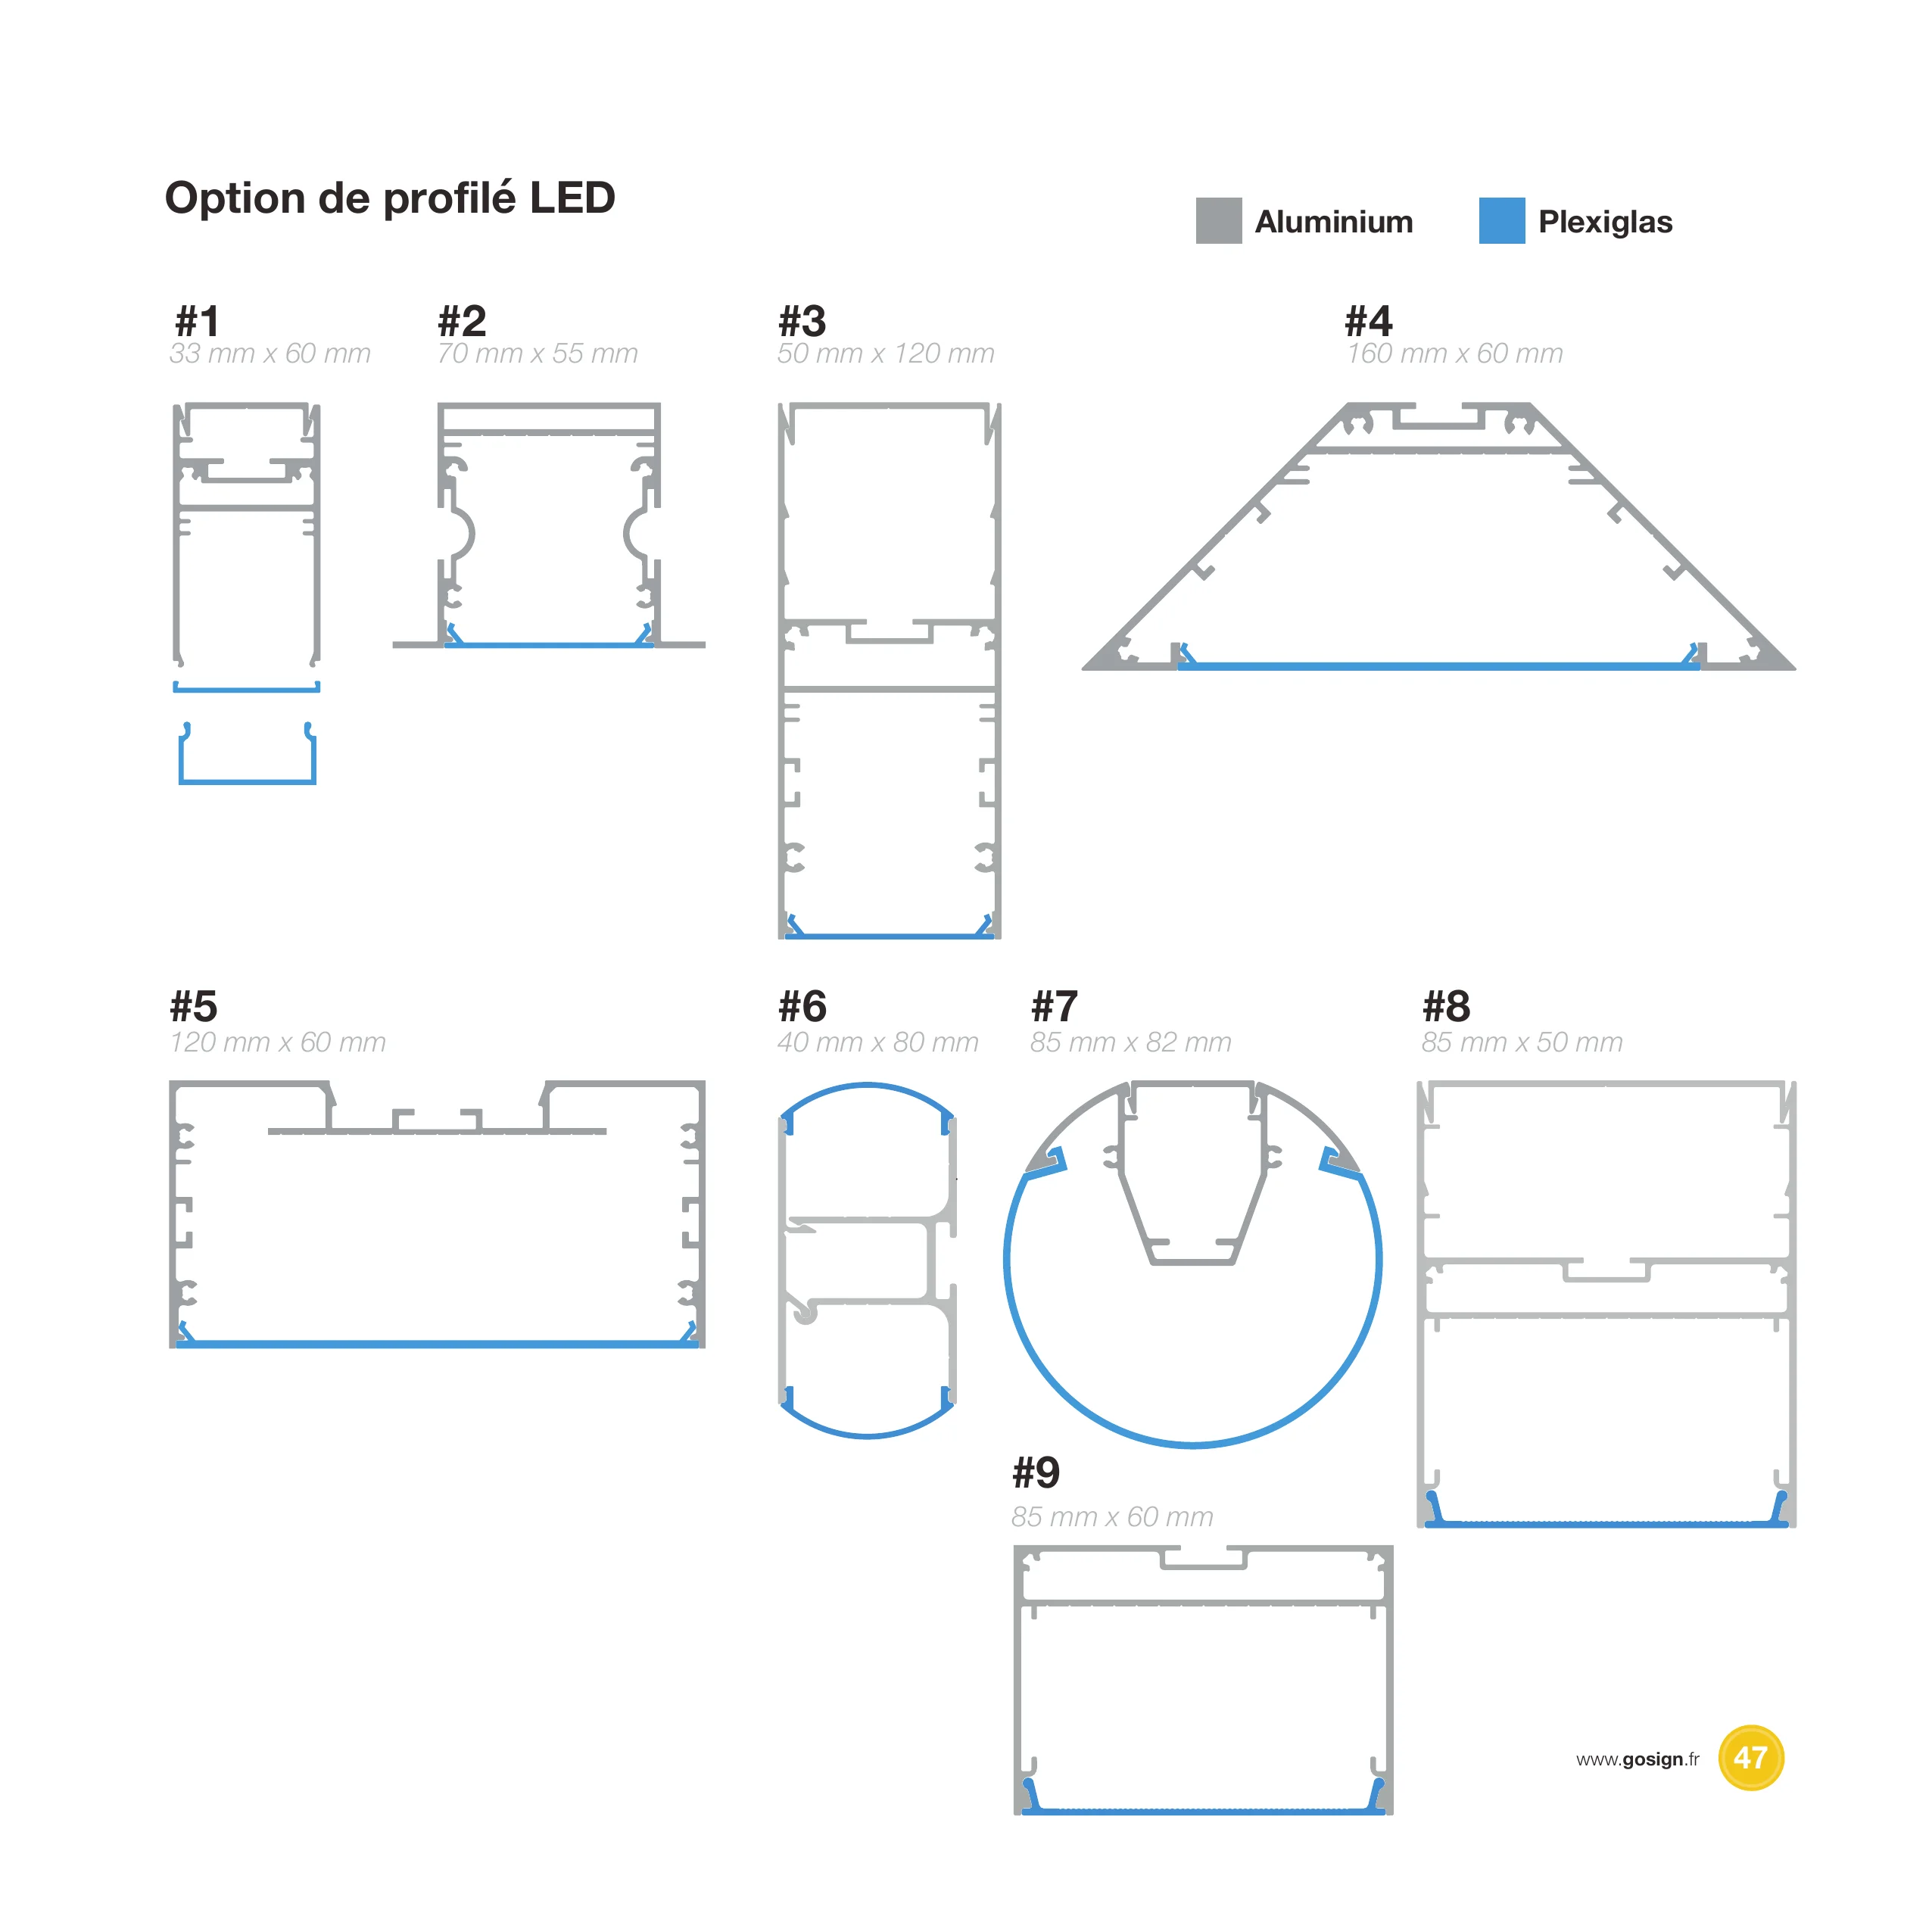 Option de profilé LED
Aluminium
Plexiglas
#1
33 mm x 60 mm
#2
70 mm x 55 mm
#3
50 mm x 120 mm
#4
160 mm x 60 mm
#5
120 mm x 60 mm
#6
40 mm x 80 mm
#7
85 mm x 82 mm
#8
85 mm x 50 mm
#9
85 mm x 60 mm
www.gosign.fr
47